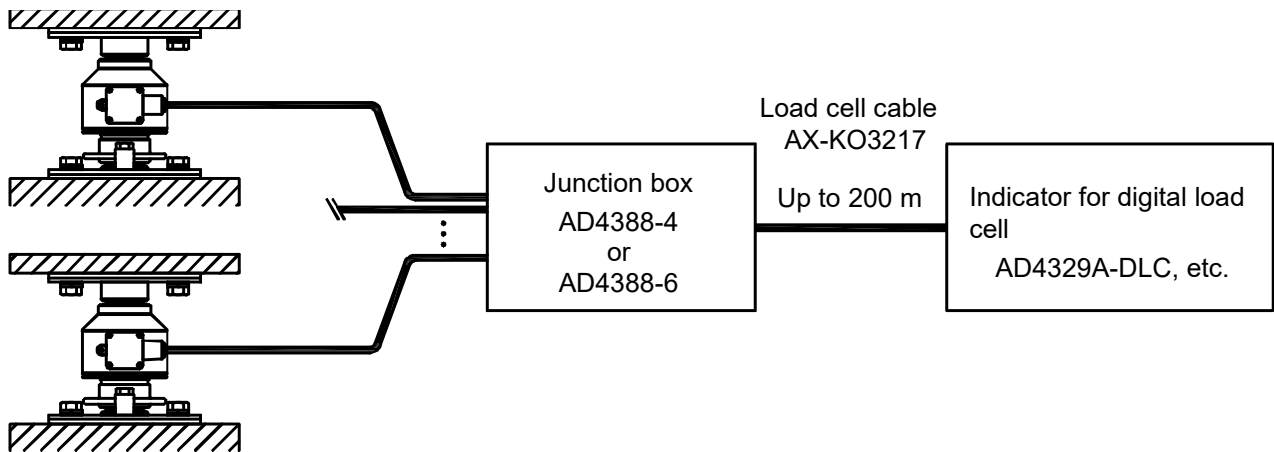 Load cell cable
AX-KO3217
Up to 200 m
Junction box
AD4388-4
or
AD4388-6
Indicator for digital load
cell
AD4329A-DLC, etc.